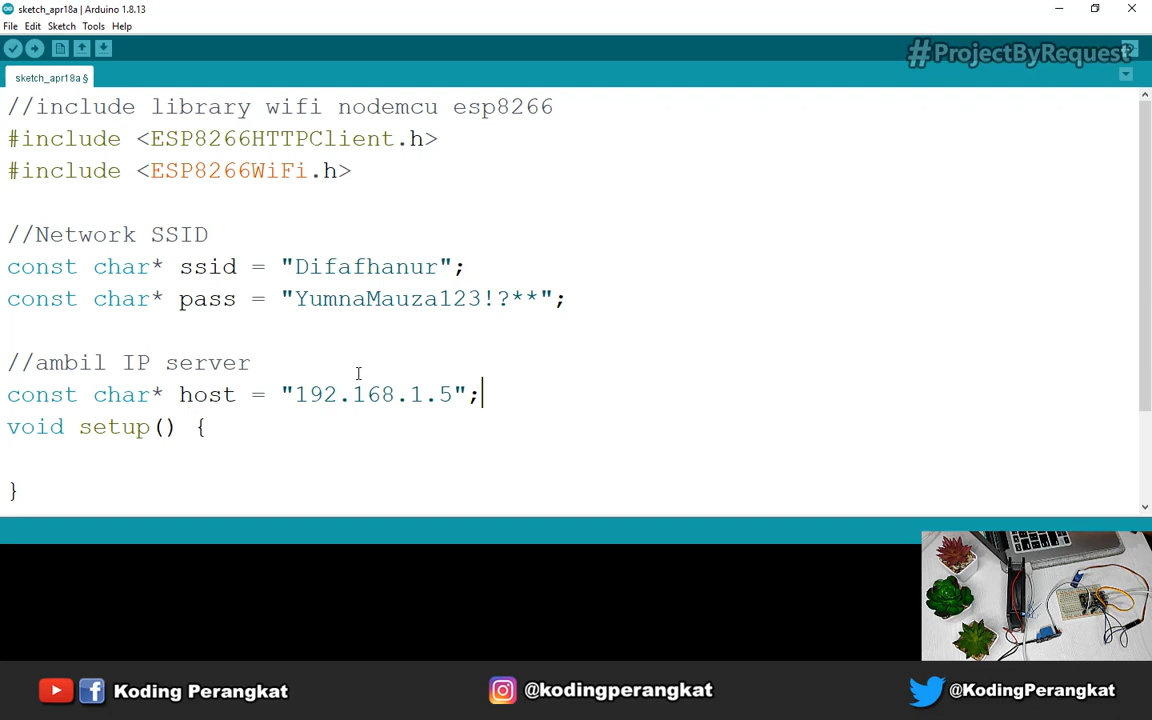 sketch_apr18a | Arduino 1.8.13
File Edit Sketch Tools Help
#ProjectByRequest
sketch_apr18a §
//include library wifi nodemcu esp8266
#include <ESP8266HTTPClient.h>
#include <ESP8266WiFi.h>
//Network SSID
const char* ssid = "Difafhanur";
const char* pass = "YumnaMauza123!?**";
//ambil IP server
const char* host = "192.168.1.5";
void setup() {
}
Koding Perangkat
@kodingperangkat
@KodingPerangkat